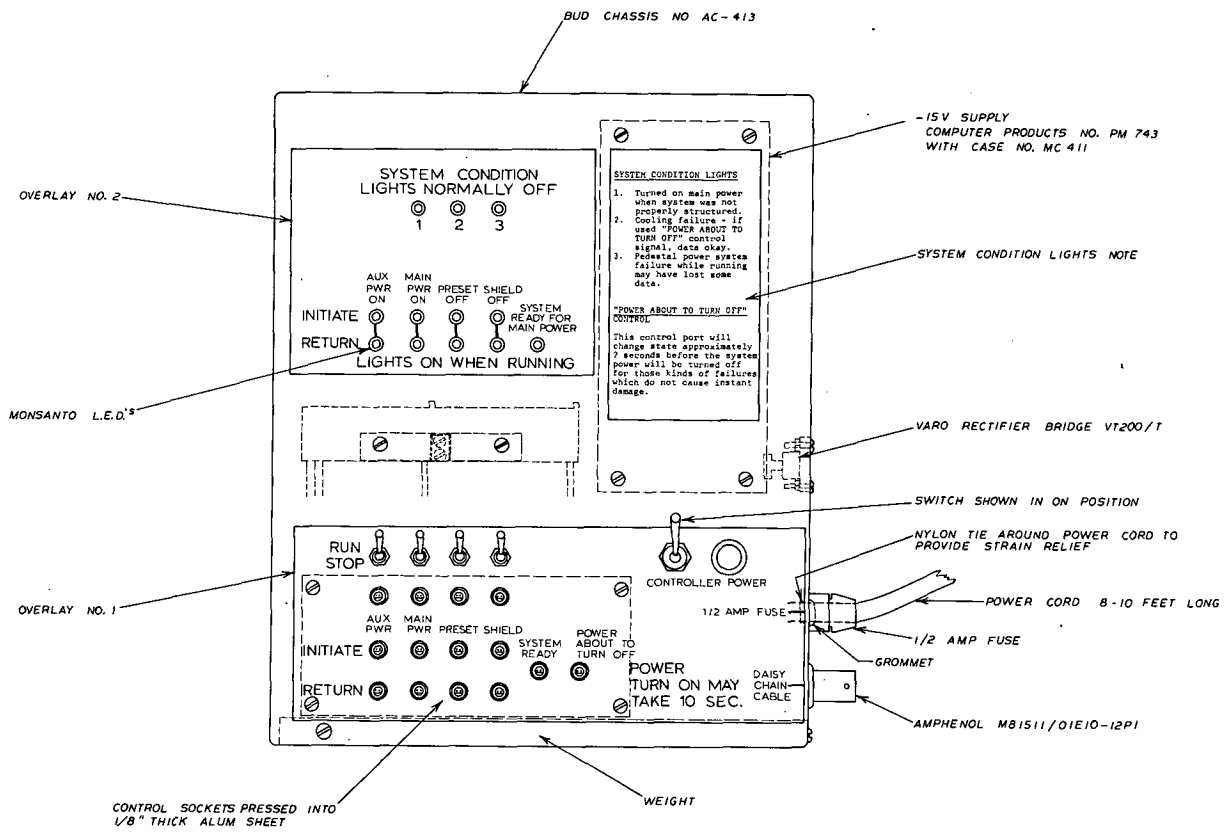 BUD CHASSIS NO AC-413
-15V SUPPLY
COMPUTER PRODUCTS NO. PM 743
WITH CASE NO. MC 411
OVERLAY NO. 2
SYSTEM CONDITION
LIGHTS NORMALLY OFF
1 2 3
AUX PWR ON
MAIN PWR ON
PRESET OFF
SHIELD OFF
SYSTEM READY FOR MAIN POWER
INITIATE
RETURN
LIGHTS ON WHEN RUNNING
SYSTEM CONDITION LIGHTS
1. Turned on main power
when system was not
properly structured.
2. Cooling failure - if
used "POWER ABOUT TO
TURN OFF" control
signal, data okay.
3. Pedestal power system
failure while running
may have lost some
data.
"POWER ABOUT TO TURN OFF"
CONTROL
This control port will
change state approximately
2 seconds before the system
power will be turned off
for those kinds of failures
which do not cause instant
damage.
SYSTEM CONDITION LIGHTS NOTE
MONSANTO L.E.D.'s
VARO RECTIFIER BRIDGE VT200/T
SWITCH SHOWN IN ON POSITION
NYLON TIE AROUND POWER CORD TO
PROVIDE STRAIN RELIEF
POWER CORD 8-10 FEET LONG
1/2 AMP FUSE
GROMMET
AMPHENOL M81511/01E10-12P1
OVERLAY NO. 1
RUN
STOP
CONTROLLER POWER
1/2 AMP FUSE
AUX PWR
MAIN PWR
PRESET
SHIELD
SYSTEM READY
POWER ABOUT TO TURN OFF
INITIATE
RETURN
POWER
TURN ON MAY
TAKE 10 SEC.
DAISY
CHAIN
CABLE
WEIGHT
CONTROL SOCKETS PRESSED INTO
1/8" THICK ALUM SHEET